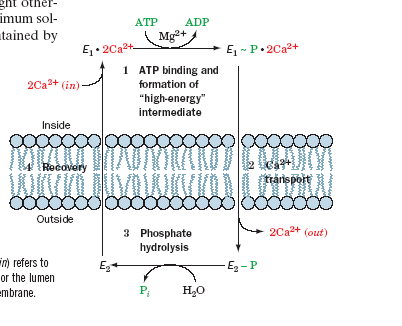 ght other-
imum sol-
ntained by
ATP ADP
Mg²⁺
E₁ • 2Ca²⁺
E₁ ~ P • 2Ca²⁺
2Ca²⁺ (in)
1 ATP binding and
formation of
"high-energy"
intermediate
Inside
4 Recovery
2 Ca²⁺
transport
Outside
3 Phosphate
hydrolysis
2Ca²⁺ (out)
E₂
E₂ – P
Pᵢ H₂O
in) refers to
or the lumen
embrane.